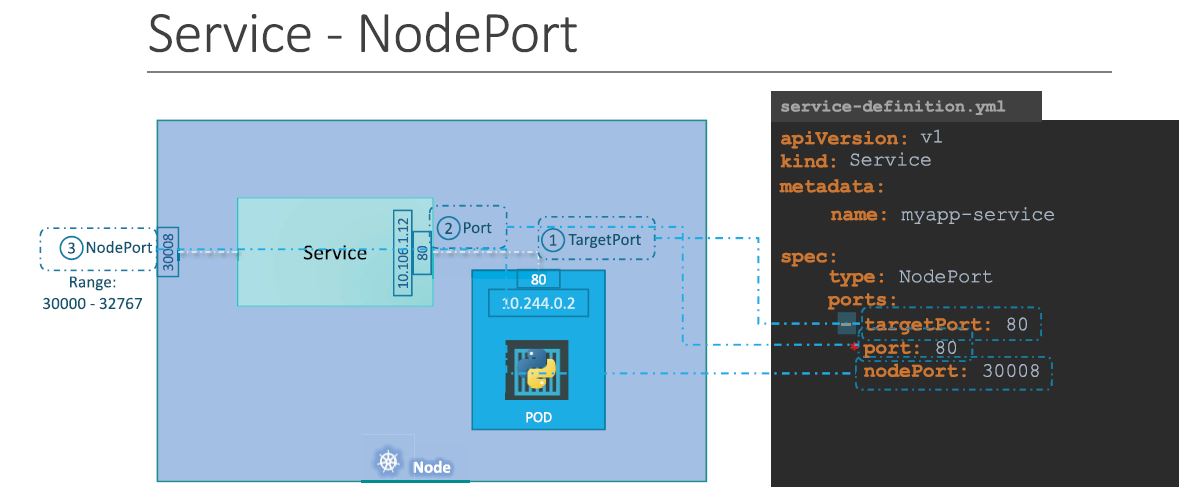 Service - NodePort
3 NodePort
Range:
30000 - 32767
30008
Service
10.106.1.12
80
2 Port
1 TargetPort
80
10.244.0.2
POD
Node
service-definition.yml
apiVersion: v1
kind: Service
metadata:
name: myapp-service
spec:
type: NodePort
ports:
- targetPort: 80
port: 80
nodePort: 30008